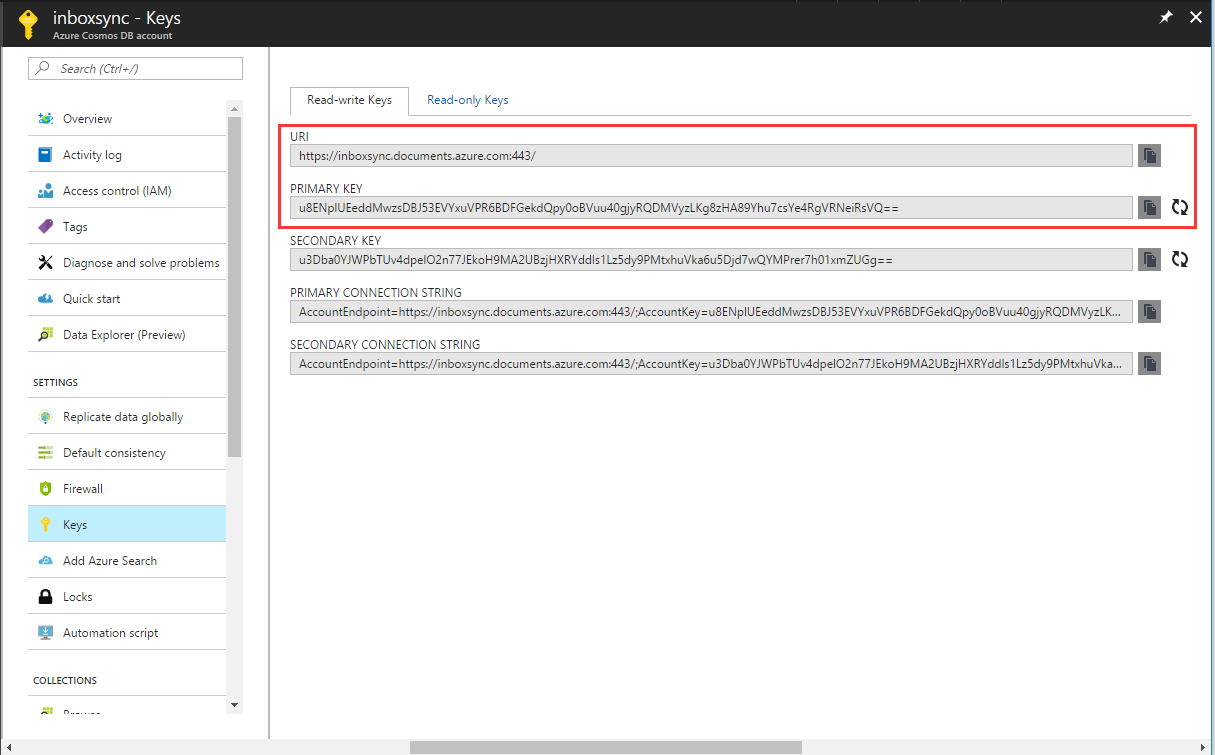 inboxsync - Keys
Azure Cosmos DB account
Search (Ctrl+/)
Overview
Activity log
Access control (IAM)
Tags
Diagnose and solve problems
Quick start
Data Explorer (Preview)
SETTINGS
Replicate data globally
Default consistency
Firewall
Keys
Add Azure Search
Locks
Automation script
COLLECTIONS
Read-write Keys
Read-only Keys
URI
https://inboxsync.documents.azure.com:443/
PRIMARY KEY
u8ENplUEeddMwzsDBJ53EVYxuVPR6BDFGekdQpy0oBVuu40gjyRQDMVyzLKg8zHA89Yhu7csYe4RgVRNeiRsVQ==
SECONDARY KEY
u3Dba0YJWPbTUv4dpelO2n77JEkoH9MA2UBzjHXRYddls1Lz5dy9PMtxhuVka6u5Djd7wQYMPrer7h01xmZUGg==
PRIMARY CONNECTION STRING
AccountEndpoint=https://inboxsync.documents.azure.com:443/;AccountKey=u8ENplUEeddMwzsDBJ53EVYxuVPR6BDFGekdQpy0oBVuu40gjyRQDMVyzLK...
SECONDARY CONNECTION STRING
AccountEndpoint=https://inboxsync.documents.azure.com:443/;AccountKey=u3Dba0YJWPbTUv4dpelO2n77JEkoH9MA2UBzjHXRYddls1Lz5dy9PMtxhuVka...